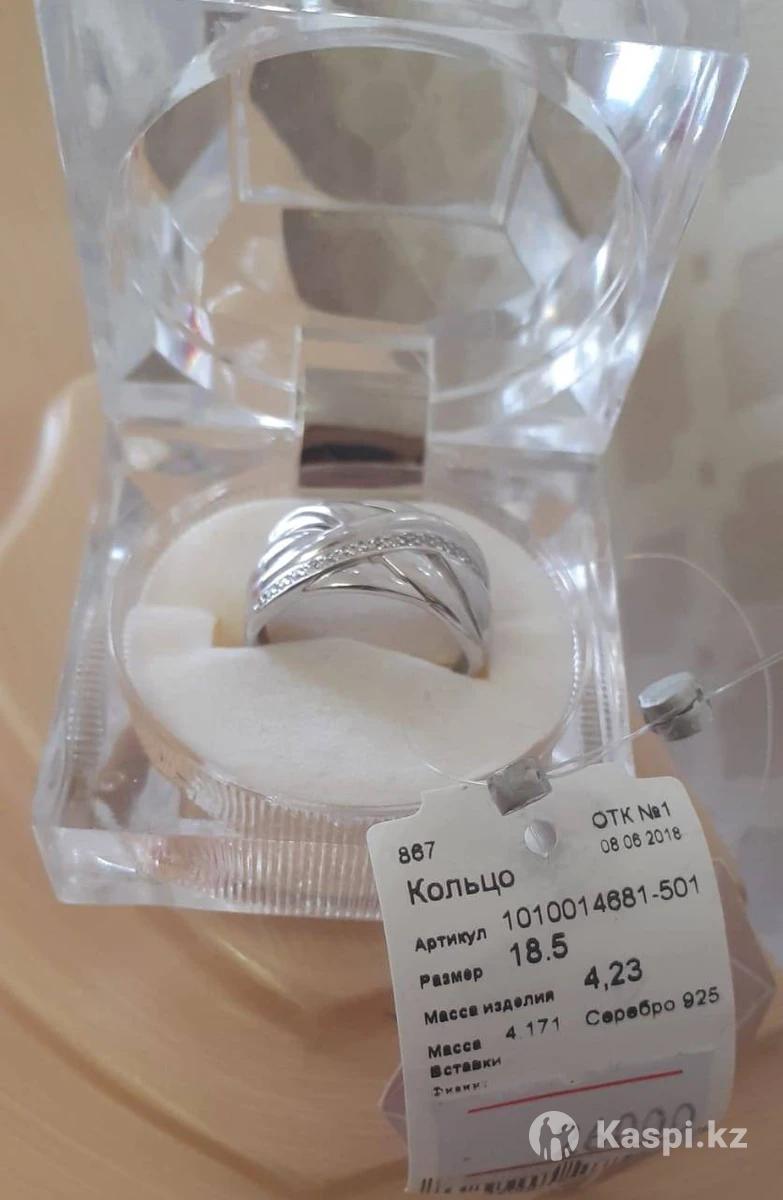 867 ОТК №1
08 06 2018
Кольцо
Артикул 1010014681-501
Размер 18.5
Масса изделия 4,23
Масса 4.171 Серебро 925
Вставки
Kaspi.kz